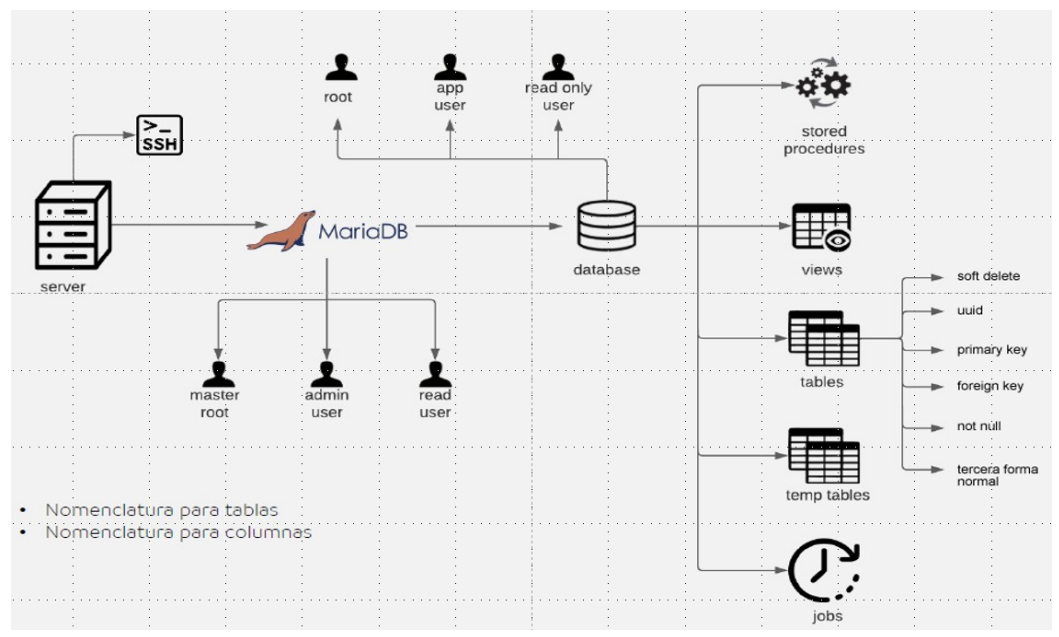 root
app
user
read only
user
>_
SSH
server
MariaDB
database
master
root
admin
user
read
user
stored
procedures
views
tables
soft delete
uuid
primary key
foreign key
not null
tercera forma
normal
temp tables
jobs
• Nomenclatura para tablas
• Nomenclatura para columnas